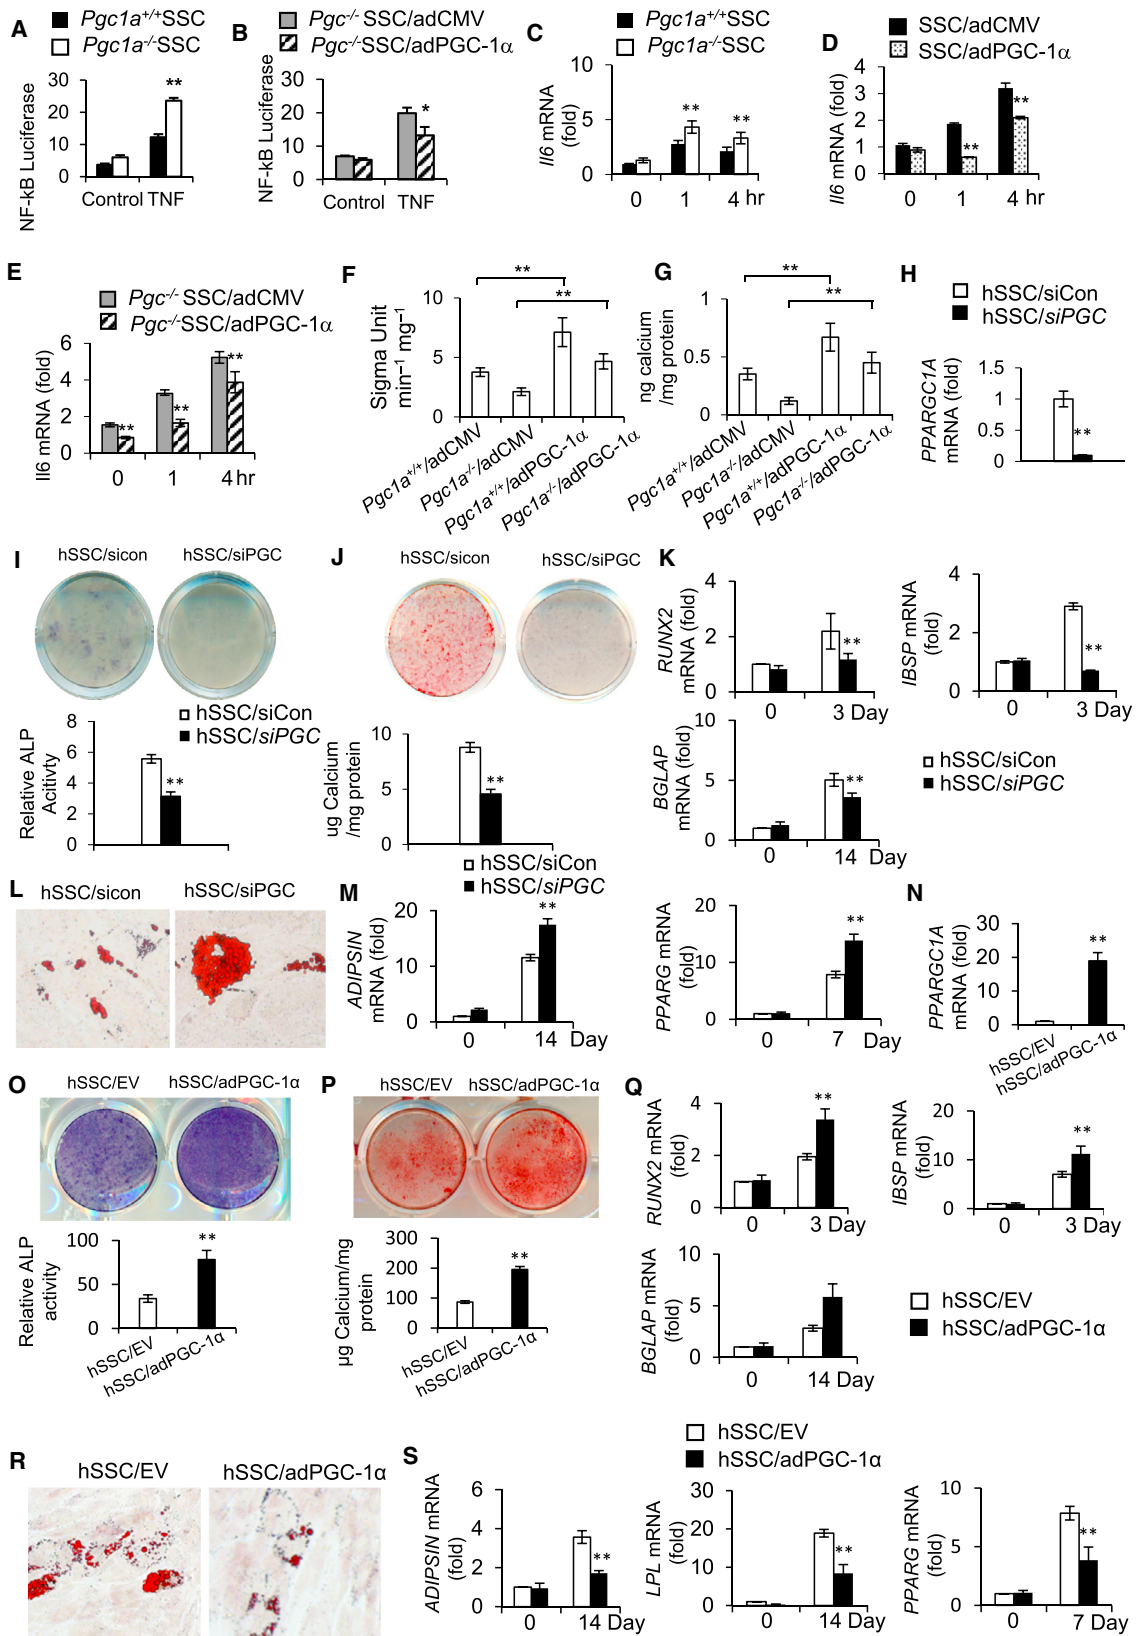 A
Pgc1a+/+SSC
Pgc1a-/-SSC
NF-kB Luciferase
30
20
10
0
**
Control TNF
B
Pgc-/- SSC/adCMV
Pgc-/-SSC/adPGC-1α
NF-kB Luciferase
30
20
10
0
*
Control TNF
C
Pgc1a+/+SSC
Pgc1a-/-SSC
Il6 mRNA
(fold)
10
5
0
**
**
0 1 4 hr
D
SSC/adCMV
SSC/adPGC-1α
Il6 mRNA (fold)
4
3
2
1
0
**
**
0 1 4 hr
E
Pgc-/- SSC/adCMV
Pgc-/-SSC/adPGC-1α
Il6 mRNA (fold)
6
4
2
0
**
**
**
0 1 4 hr
F
**
**
Sigma Unit
min-1 mg-1
10
5
0
Pgc1a+/+/adCMV
Pgc1a-/-/adCMV
Pgc1a+/+/adPGC-1α
Pgc1a-/-/adPGC-1α
G
**
**
ng calcium
/mg protein
1
0.5
0
Pgc1a+/+/adCMV
Pgc1a-/-/adCMV
Pgc1a+/+/adPGC-1α
Pgc1a-/-/adPGC-1α
H
hSSC/siCon
hSSC/siPGC
PPARGC1A
mRNA (fold)
1.5
1
0.5
0
**
I
hSSC/sicon hSSC/siPGC
hSSC/siCon
hSSC/siPGC
Relative ALP
Acitivity
8
6
4
2
0
**
J
hSSC/sicon hSSC/siPGC
ug Calcium
/mg protein
10
5
0
**
hSSC/siCon
hSSC/siPGC
K
RUNX2
mRNA (fold)
4
2
0
**
0 3 Day
IBSP mRNA
(fold)
4
2
0
**
0 3 Day
BGLAP
mRNA (fold)
10
5
0
**
0 14 Day
hSSC/siCon
hSSC/siPGC
L
hSSC/sicon hSSC/siPGC
M
ADIPSIN
mRNA (fold)
20
10
0
**
0 14 Day
PPARG mRNA
(fold)
20
10
0
**
0 7 Day
N
PPARGC1A
mRNA (fold)
30
20
10
0
**
hSSC/EV
hSSC/adPGC-1α
O
hSSC/EV hSSC/adPGC-1α
Relative ALP
activity
100
50
0
**
hSSC/EV
hSSC/adPGC-1α
P
hSSC/EV hSSC/adPGC-1α
µg Calcium/mg
protein
300
200
100
0
**
hSSC/EV
hSSC/adPGC-1α
Q
RUNX2 mRNA
(fold)
4
2
0
**
0 3 Day
IBSP mRNA
(fold)
20
10
0
**
0 3 Day
BGLAP mRNA
(fold)
10
5
0
0 14 Day
hSSC/EV
hSSC/adPGC-1α
R
hSSC/EV hSSC/adPGC-1α
S
hSSC/EV
hSSC/adPGC-1α
ADIPSIN mRNA
(fold)
6
4
2
0
**
0 14 Day
LPL mRNA
(fold)
30
20
10
0
**
0 14 Day
PPARG mRNA
(fold)
10
5
0
**
0 7 Day